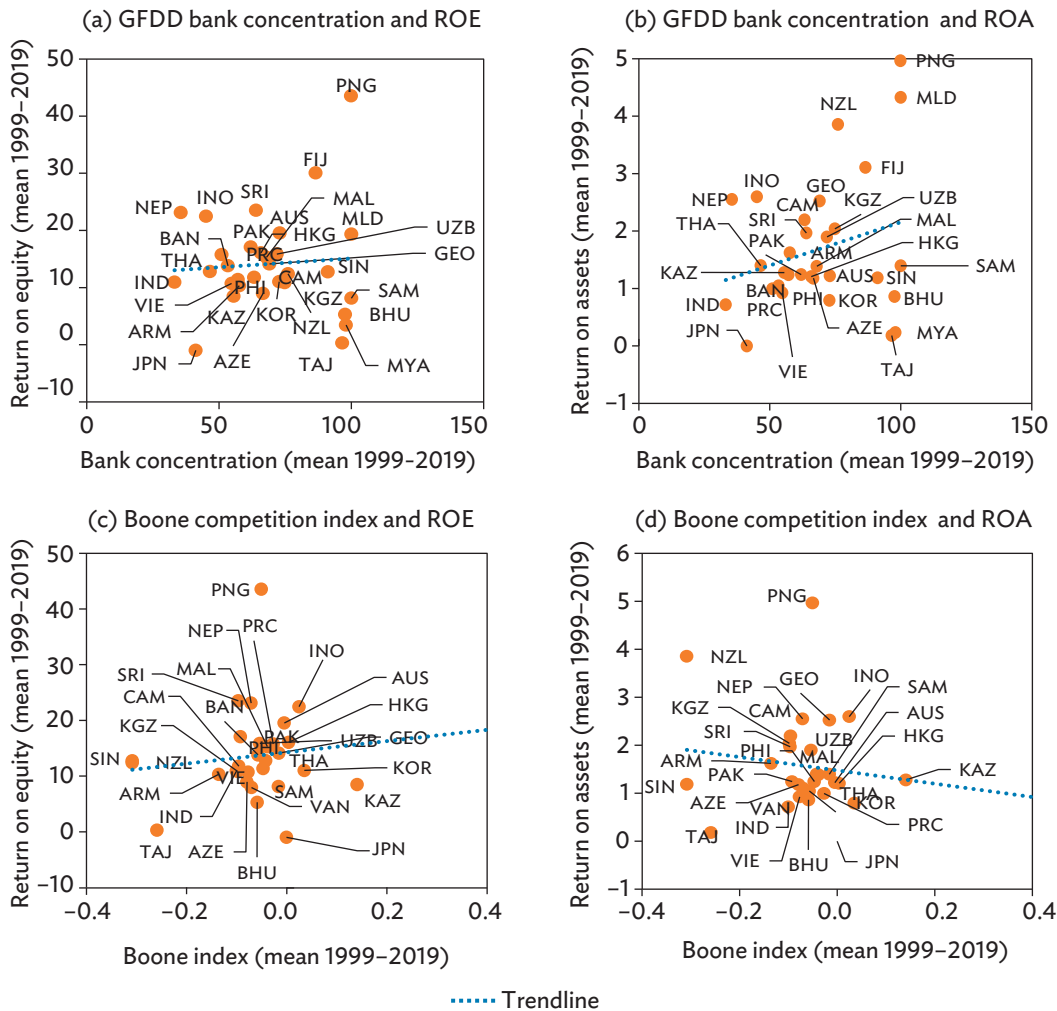 (a) GFDD bank concentration and ROE
Return on equity (mean 1999–2019)
50
40
30
20
10
0
–10
PNG
FIJ
SRI
MAL
INO
NEP
AUS
MLD
BAN
PAK
HKG
UZB
THA
PRC
GEO
IND
PHI
CAM
SIN
VIE
KGZ
SAM
ARM
KAZ
KOR
NZL
BHU
JPN
AZE
TAJ
MYA
0
50
100
150
Bank concentration (mean 1999–2019)
(b) GFDD bank concentration and ROA
Return on assets (mean 1999–2019)
5
4
3
2
1
0
–1
PNG
MLD
NZL
FIJ
INO
GEO
KGZ
NEP
CAM
UZB
THA
SRI
MAL
PAK
ARM
HKG
KAZ
AUS
SIN
SAM
IND
BAN
PHI
KOR
BHU
PRC
JPN
AZE
MYA
VIE
TAJ
0
50
100
150
Bank concentration (mean 1999–2019)
(c) Boone competition index and ROE
Return on equity (mean 1999–2019)
50
40
30
20
10
0
–10
PNG
NEP
PRC
INO
SRI
MAL
AUS
CAM
BAN
HKG
KGZ
PAK
GEO
PHI
UZB
SIN
NZL
THA
KOR
VIE
ARM
SAM
VAN
KAZ
IND
TAJ
AZE
JPN
BHU
–0.4
–0.2
0.0
0.2
0.4
Boone index (mean 1999–2019)
(d) Boone competition index and ROA
Return on assets (mean 1999–2019)
6
5
4
3
2
1
0
–1
PNG
NZL
GEO
INO
NEP
SAM
KGZ
CAM
AUS
SRI
UZB
HKG
PHI
MAL
ARM
PAK
KAZ
SIN
THA
AZE
KOR
VAN
PRC
TAJ
IND
VIE
JPN
BHU
–0.4
–0.2
0.0
0.2
0.4
Boone index (mean 1999–2019)
Trendline